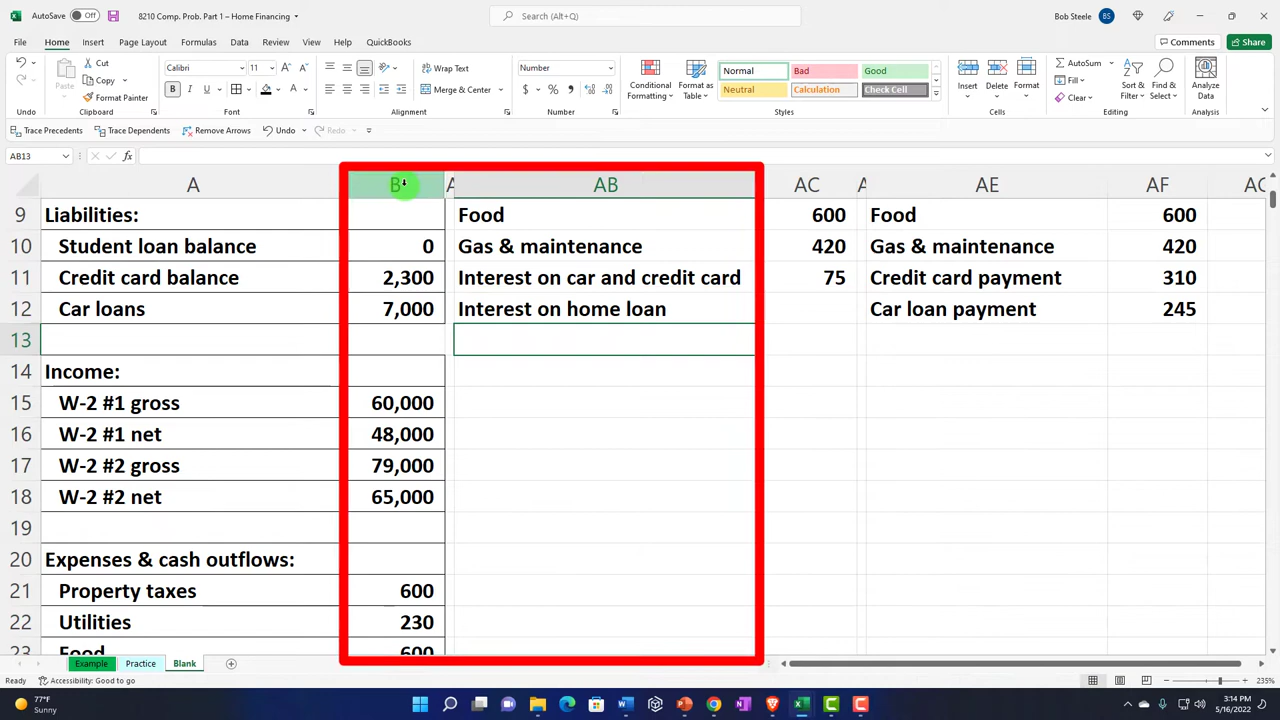 AutoSave Off 8210 Comp. Prob. Part 1 – Home Financing Search (Alt+Q) Bob Steele BS
File Home Insert Page Layout Formulas Data Review View Help QuickBooks Comments Share
Paste Cut Calibri 11 Wrap Text Number Conditional Formatting Format as Table Normal Bad Good Insert Delete Format AutoSum Sort & Filter Find & Select Analyze Data
Copy Merge & Center Neutral Calculation Check Cell Fill
Format Painter Clear
Undo Clipboard Font Alignment Number Styles Cells Editing Analysis
Trace Precedents Trace Dependents Remove Arrows Undo Redo
AB13 fx
A B A AB AC A AE AF AG
9 Liabilities: Food 600 Food 600
10 Student loan balance 0 Gas & maintenance 420 Gas & maintenance 420
11 Credit card balance 2,300 Interest on car and credit card 75 Credit card payment 310
12 Car loans 7,000 Interest on home loan Car loan payment 245
13
14 Income:
15 W-2 #1 gross 60,000
16 W-2 #1 net 48,000
17 W-2 #2 gross 79,000
18 W-2 #2 net 65,000
19
20 Expenses & cash outflows:
21 Property taxes 600
22 Utilities 230
23 Food 600
Example Practice Blank
Ready Accessibility: Good to go 235%
77°F
Sunny
3:34 PM
5/16/2022